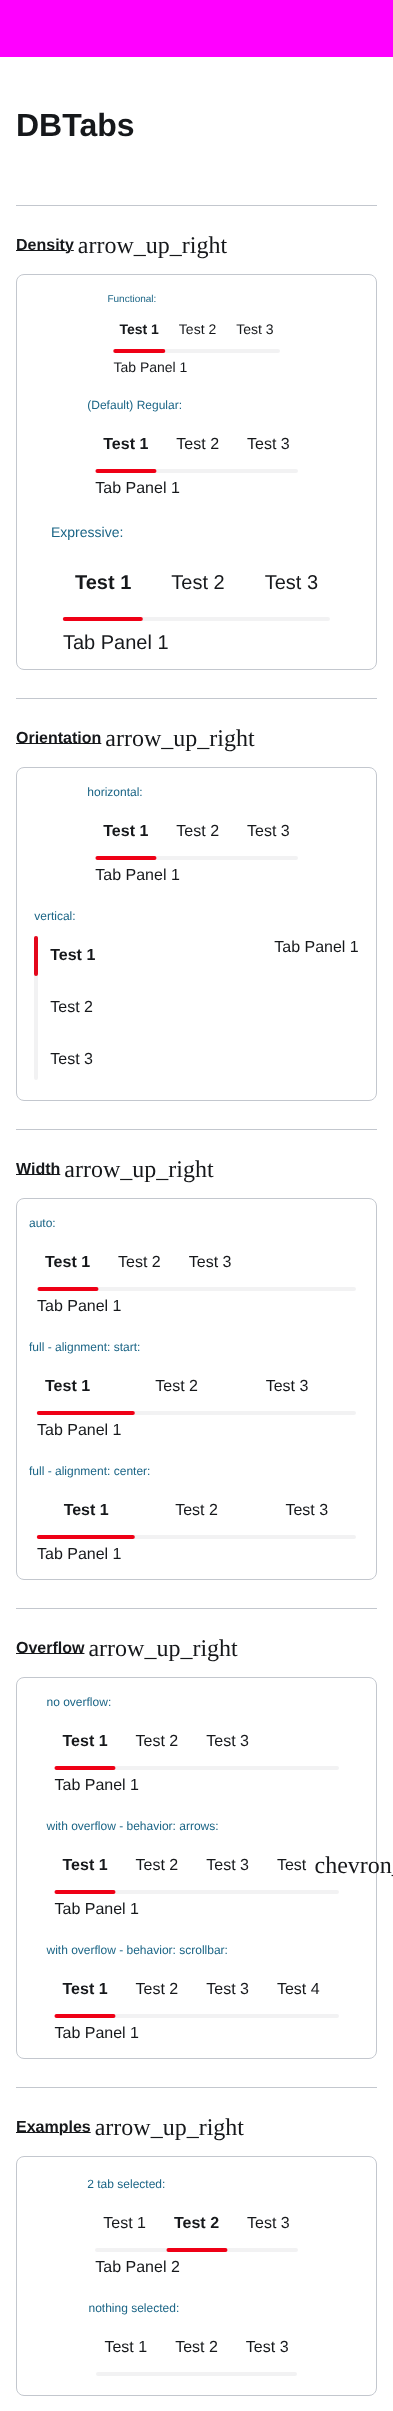 DBTabs
Density arrow_up_right
Functional:
Test 1 Test 2 Test 3
Tab Panel 1
(Default) Regular:
Test 1 Test 2 Test 3
Tab Panel 1
Expressive:
Test 1 Test 2 Test 3
Tab Panel 1
Orientation arrow_up_right
horizontal:
Test 1 Test 2 Test 3
Tab Panel 1
vertical:
Test 1 Tab Panel 1
Test 2
Test 3
Width arrow_up_right
auto:
Test 1 Test 2 Test 3
Tab Panel 1
full - alignment: start:
Test 1 Test 2 Test 3
Tab Panel 1
full - alignment: center:
Test 1 Test 2 Test 3
Tab Panel 1
Overflow arrow_up_right
no overflow:
Test 1 Test 2 Test 3
Tab Panel 1
with overflow - behavior: arrows:
Test 1 Test 2 Test 3 Test chevron_
Tab Panel 1
with overflow - behavior: scrollbar:
Test 1 Test 2 Test 3 Test 4
Tab Panel 1
Examples arrow_up_right
2 tab selected:
Test 1 Test 2 Test 3
Tab Panel 2
nothing selected:
Test 1 Test 2 Test 3